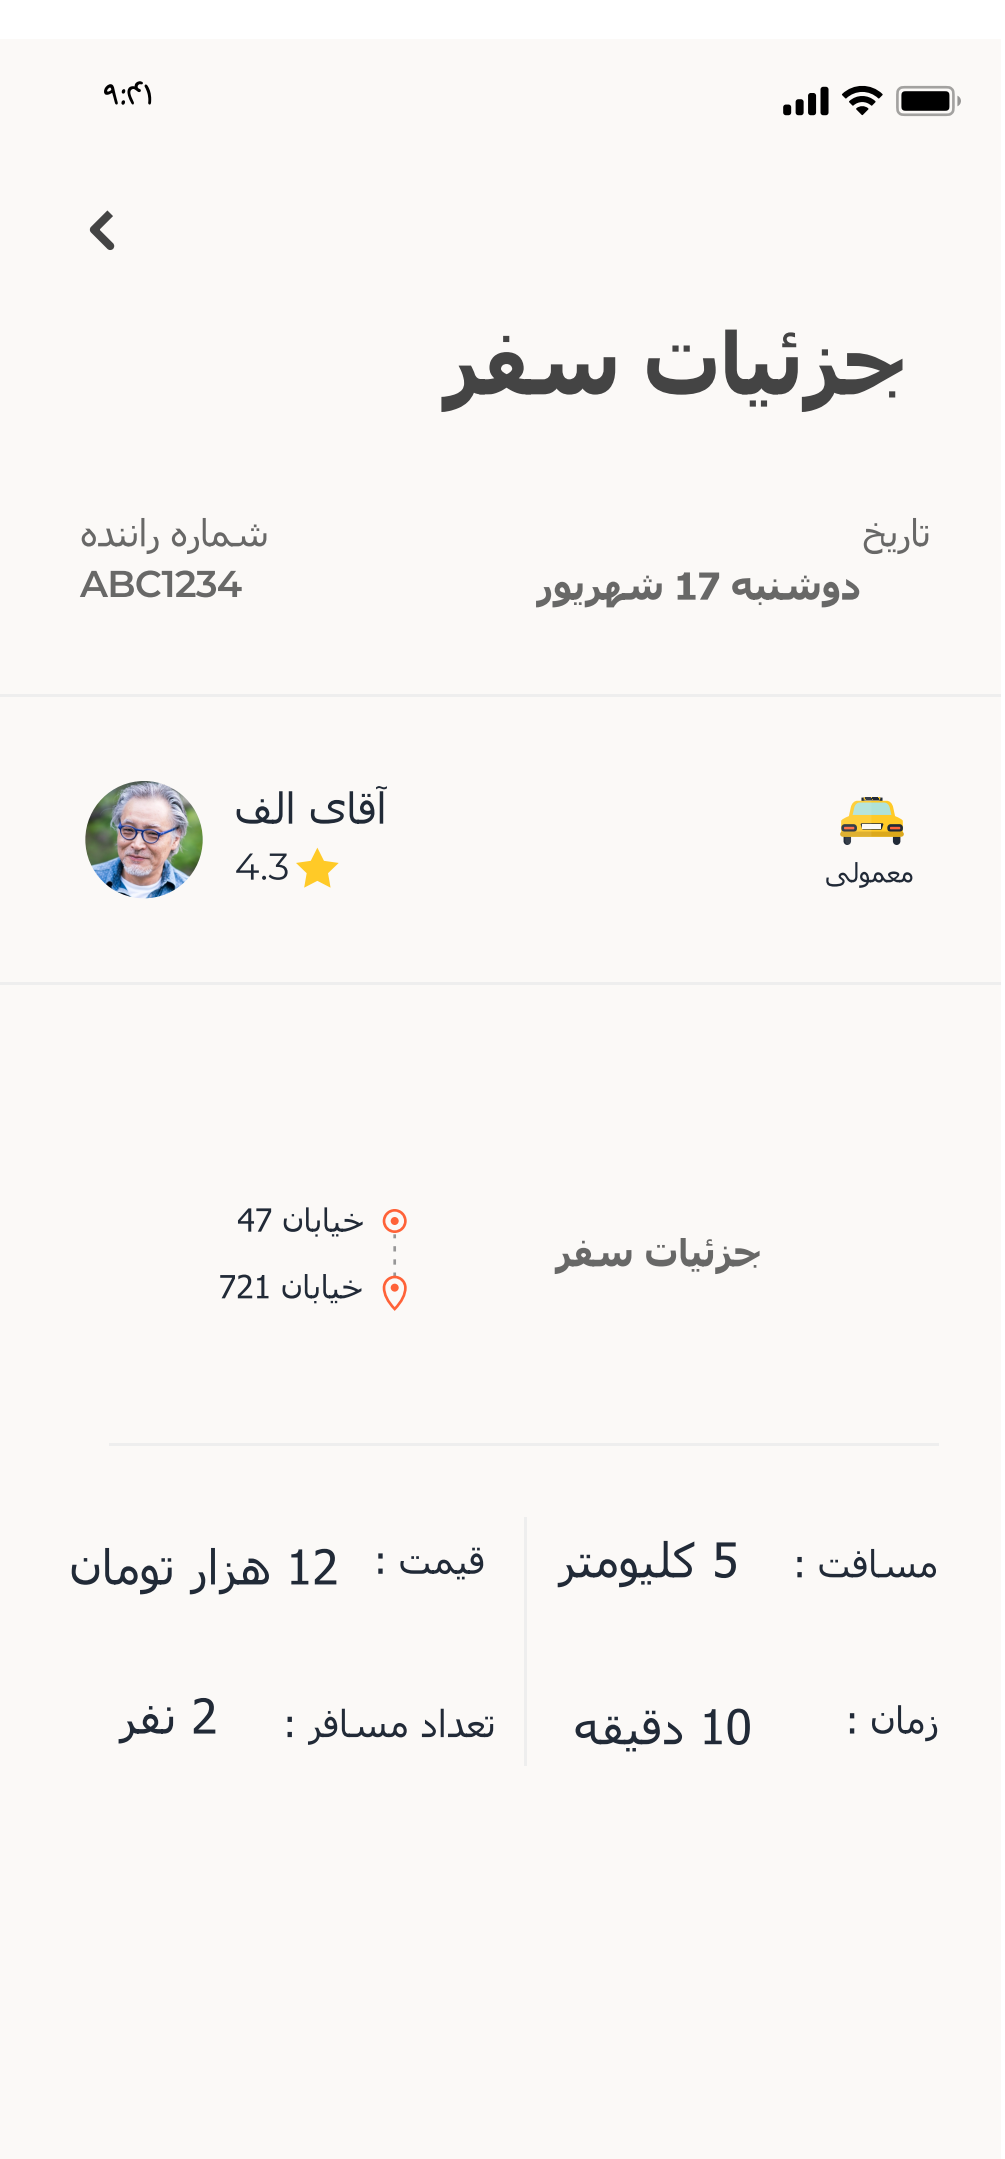 ۹:۴۱
جزئیات سفر
تاریخ
دوشنبه 17 شهریور
شماره راننده
ABC1234
معمولی
آقای الف
4.3
جزئیات سفر
خیابان 47
خیابان 721
مسافت : 5 کلیومتر
قیمت : 12 هزار تومان
زمان : 10 دقیقه
تعداد مسافر : 2 نفر